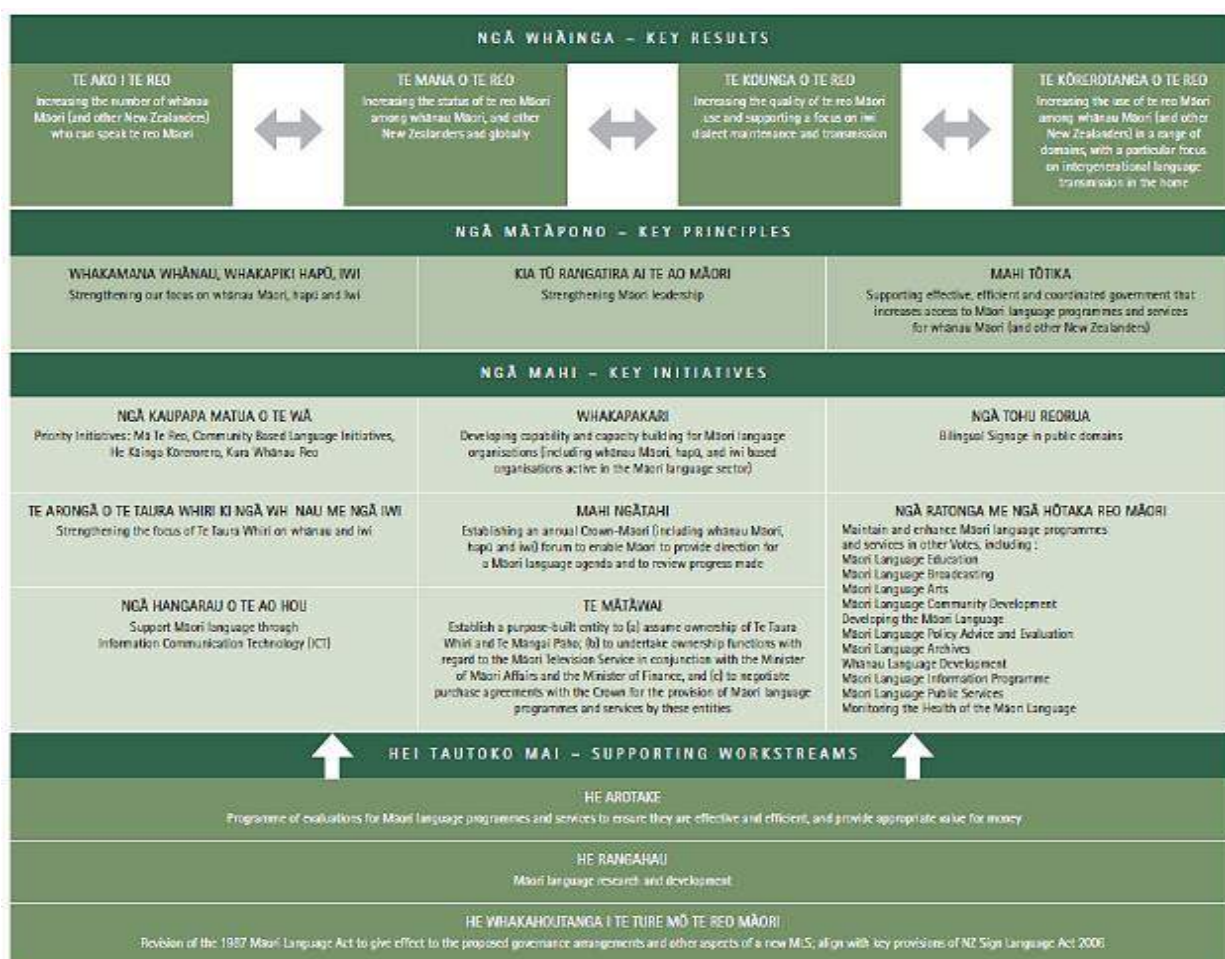 NGĀ WHĀINGA – KEY RESULTS
TE AKO I TE REO
Increasing the number of whānau
Māori (and other New Zealanders)
who can speak te reo Māori
TE MANA O TE REO
Increasing the status of te reo Māori
among whānau Māori, and other
New Zealanders and globally
TE KOUNGA O TE REO
Increasing the quality of te reo Māori
use and supporting a focus on iwi
dialect maintenance and transmission
TE KŌREROTANGA O TE REO
Increasing the use of te reo Māori
among whānau Māori (and other
New Zealanders) in a range of
domains, with a particular focus
on intergenerational language
transmission in the home
NGĀ MĀTĀPONO – KEY PRINCIPLES
WHAKAMANA WHĀNAU, WHAKAPIKI HAPŪ, IWI
Strengthening our focus on whānau Māori, hapū and iwi
KIA TŪ RANGATIRA AI TE AO MĀORI
Strengthening Māori leadership
MAHI TŌTIKA
Supporting effective, efficient and coordinated government that
increases access to Māori language programmes and services
for whānau Māori (and other New Zealanders)
NGĀ MAHI – KEY INITIATIVES
NGĀ KAUPAPA MATUA O TE WĀ
Priority Initiatives: Mā Te Reo, Community Based Language Initiatives,
He Kāinga Kōrerorero, Kura Whānau Reo
WHAKAPAKARI
Developing capability and capacity building for Māori language
organisations (including whānau Māori, hapū, and iwi based
organisations active in the Māori language sector)
NGĀ TOHU REORUA
Bilingual Signage in public domains
TE ARONGĀ O TE TAURA WHIRI KI NGĀ WH NAU ME NGĀ IWI
Strengthening the focus of Te Taura Whiri on whānau and iwi
MAHI NGĀTAHI
Establishing an annual Crown-Māori (including whānau Māori,
hapū and iwi) forum to enable Māori to provide direction for
a Māori language agenda and to review progress made
NGĀ RATONGA ME NGĀ HŌTAKA REO MĀORI
Maintain and enhance Māori language programmes
and services in other Votes, including :
Māori Language Education
Māori Language Broadcasting
Māori Language Arts
Māori Language Community Development
Developing the Māori Language
Māori Language Policy Advice and Evaluation
Māori Language Archives
Whānau Language Development
Māori Language Information Programme
Māori Language Public Services
Monitoring the Health of the Māori Language
NGĀ HANGARAU O TE AO HOU
Support Māori language through
Information Communication Technology (ICT)
TE MĀTĀWAI
Establish a purpose-built entity to (a) assume ownership of Te Taura
Whiri and Te Māngai Pāho; (b) to undertake ownership functions with
regard to the Māori Television Service in conjunction with the Minister
of Māori Affairs and the Minister of Finance, and (c) to negotiate
purchase agreements with the Crown for the provision of Māori language
programmes and services by these entities
HEI TAUTOKO MAI – SUPPORTING WORKSTREAMS
HE AROTAKE
Programme of evaluations for Māori language programmes and services to ensure they are effective and efficient, and provide appropriate value for money
HE RANGAHAU
Māori language research and development
HE WHAKAHOUTANGA I TE TURE MŌ TE REO MĀORI
Revision of the 1987 Māori Language Act to give effect to the proposed governance arrangements and other aspects of a new MLS; align with key provisions of NZ Sign Language Act 2006